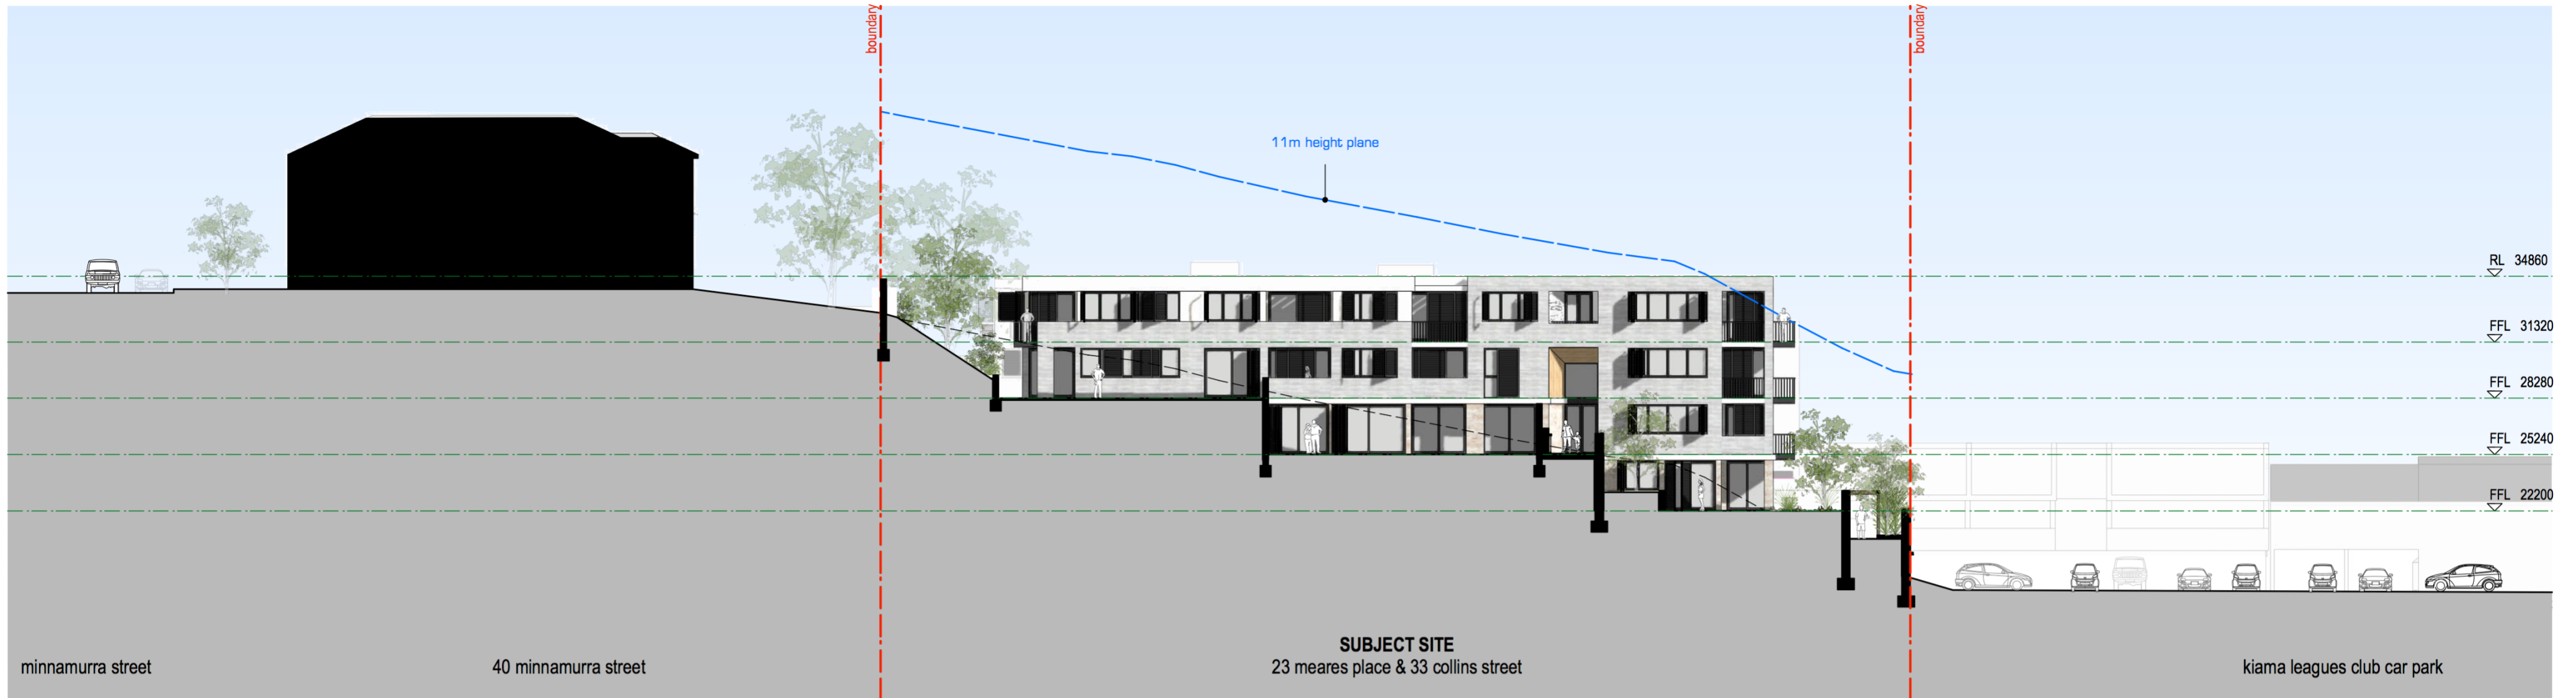 boundary
boundary
11m height plane
RL 34860
FFL 31320
FFL 28280
FFL 25240
FFL 22200
SUBJECT SITE
minnamurra street
40 minnamurra street
23 meares place & 33 collins street
kiama leagues club car park